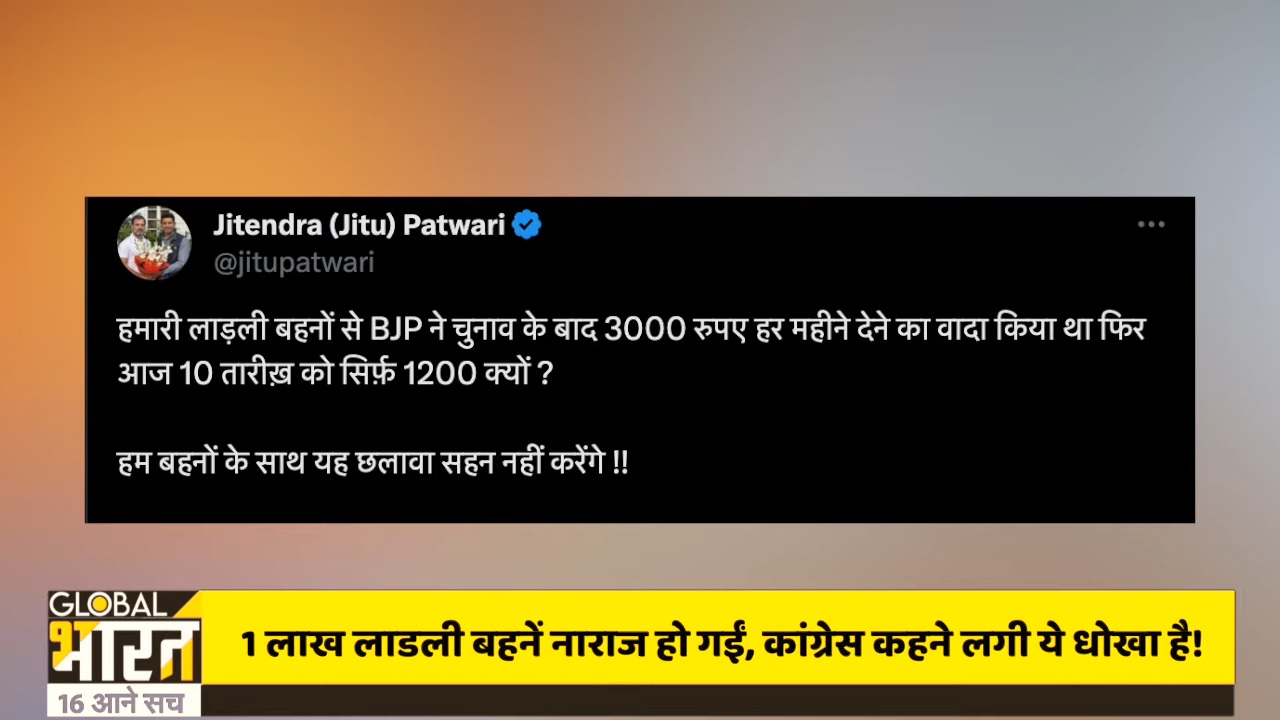 Jitendra (Jitu) Patwari
@jitupatwari
हमारी लाड़ली बहनों से BJP ने चुनाव के बाद 3000 रुपए हर महीने देने का वादा किया था फिर
आज 10 तारीख़ को सिर्फ़ 1200 क्यों ?
हम बहनों के साथ यह छलावा सहन नहीं करेंगे !!
GLOBAL
भारत
16 आने सच
1 लाख लाडली बहनें नाराज हो गईं, कांग्रेस कहने लगी ये धोखा है!